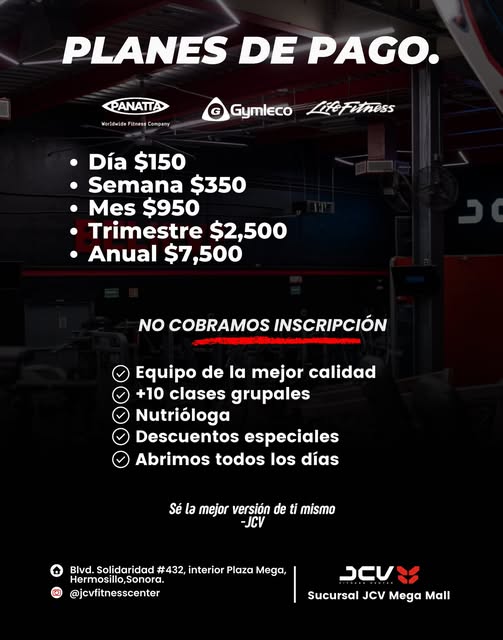 PLANES DE PAGO.
PANATTA
Worldwide Fitness Company
G Gymleco
LifeFitness
• Día $150
• Semana $350
• Mes $950
• Trimestre $2,500
• Anual $7,500
NO COBRAMOS INSCRIPCIÓN
Equipo de la mejor calidad
+10 clases grupales
Nutrióloga
Descuentos especiales
Abrimos todos los días
Sé la mejor versión de ti mismo
-JCV
Blvd. Solidaridad #432, interior Plaza Mega,
Hermosillo,Sonora.
@jcvfitnesscenter
JCV
FITNESS CENTER
Sucursal JCV Mega Mall